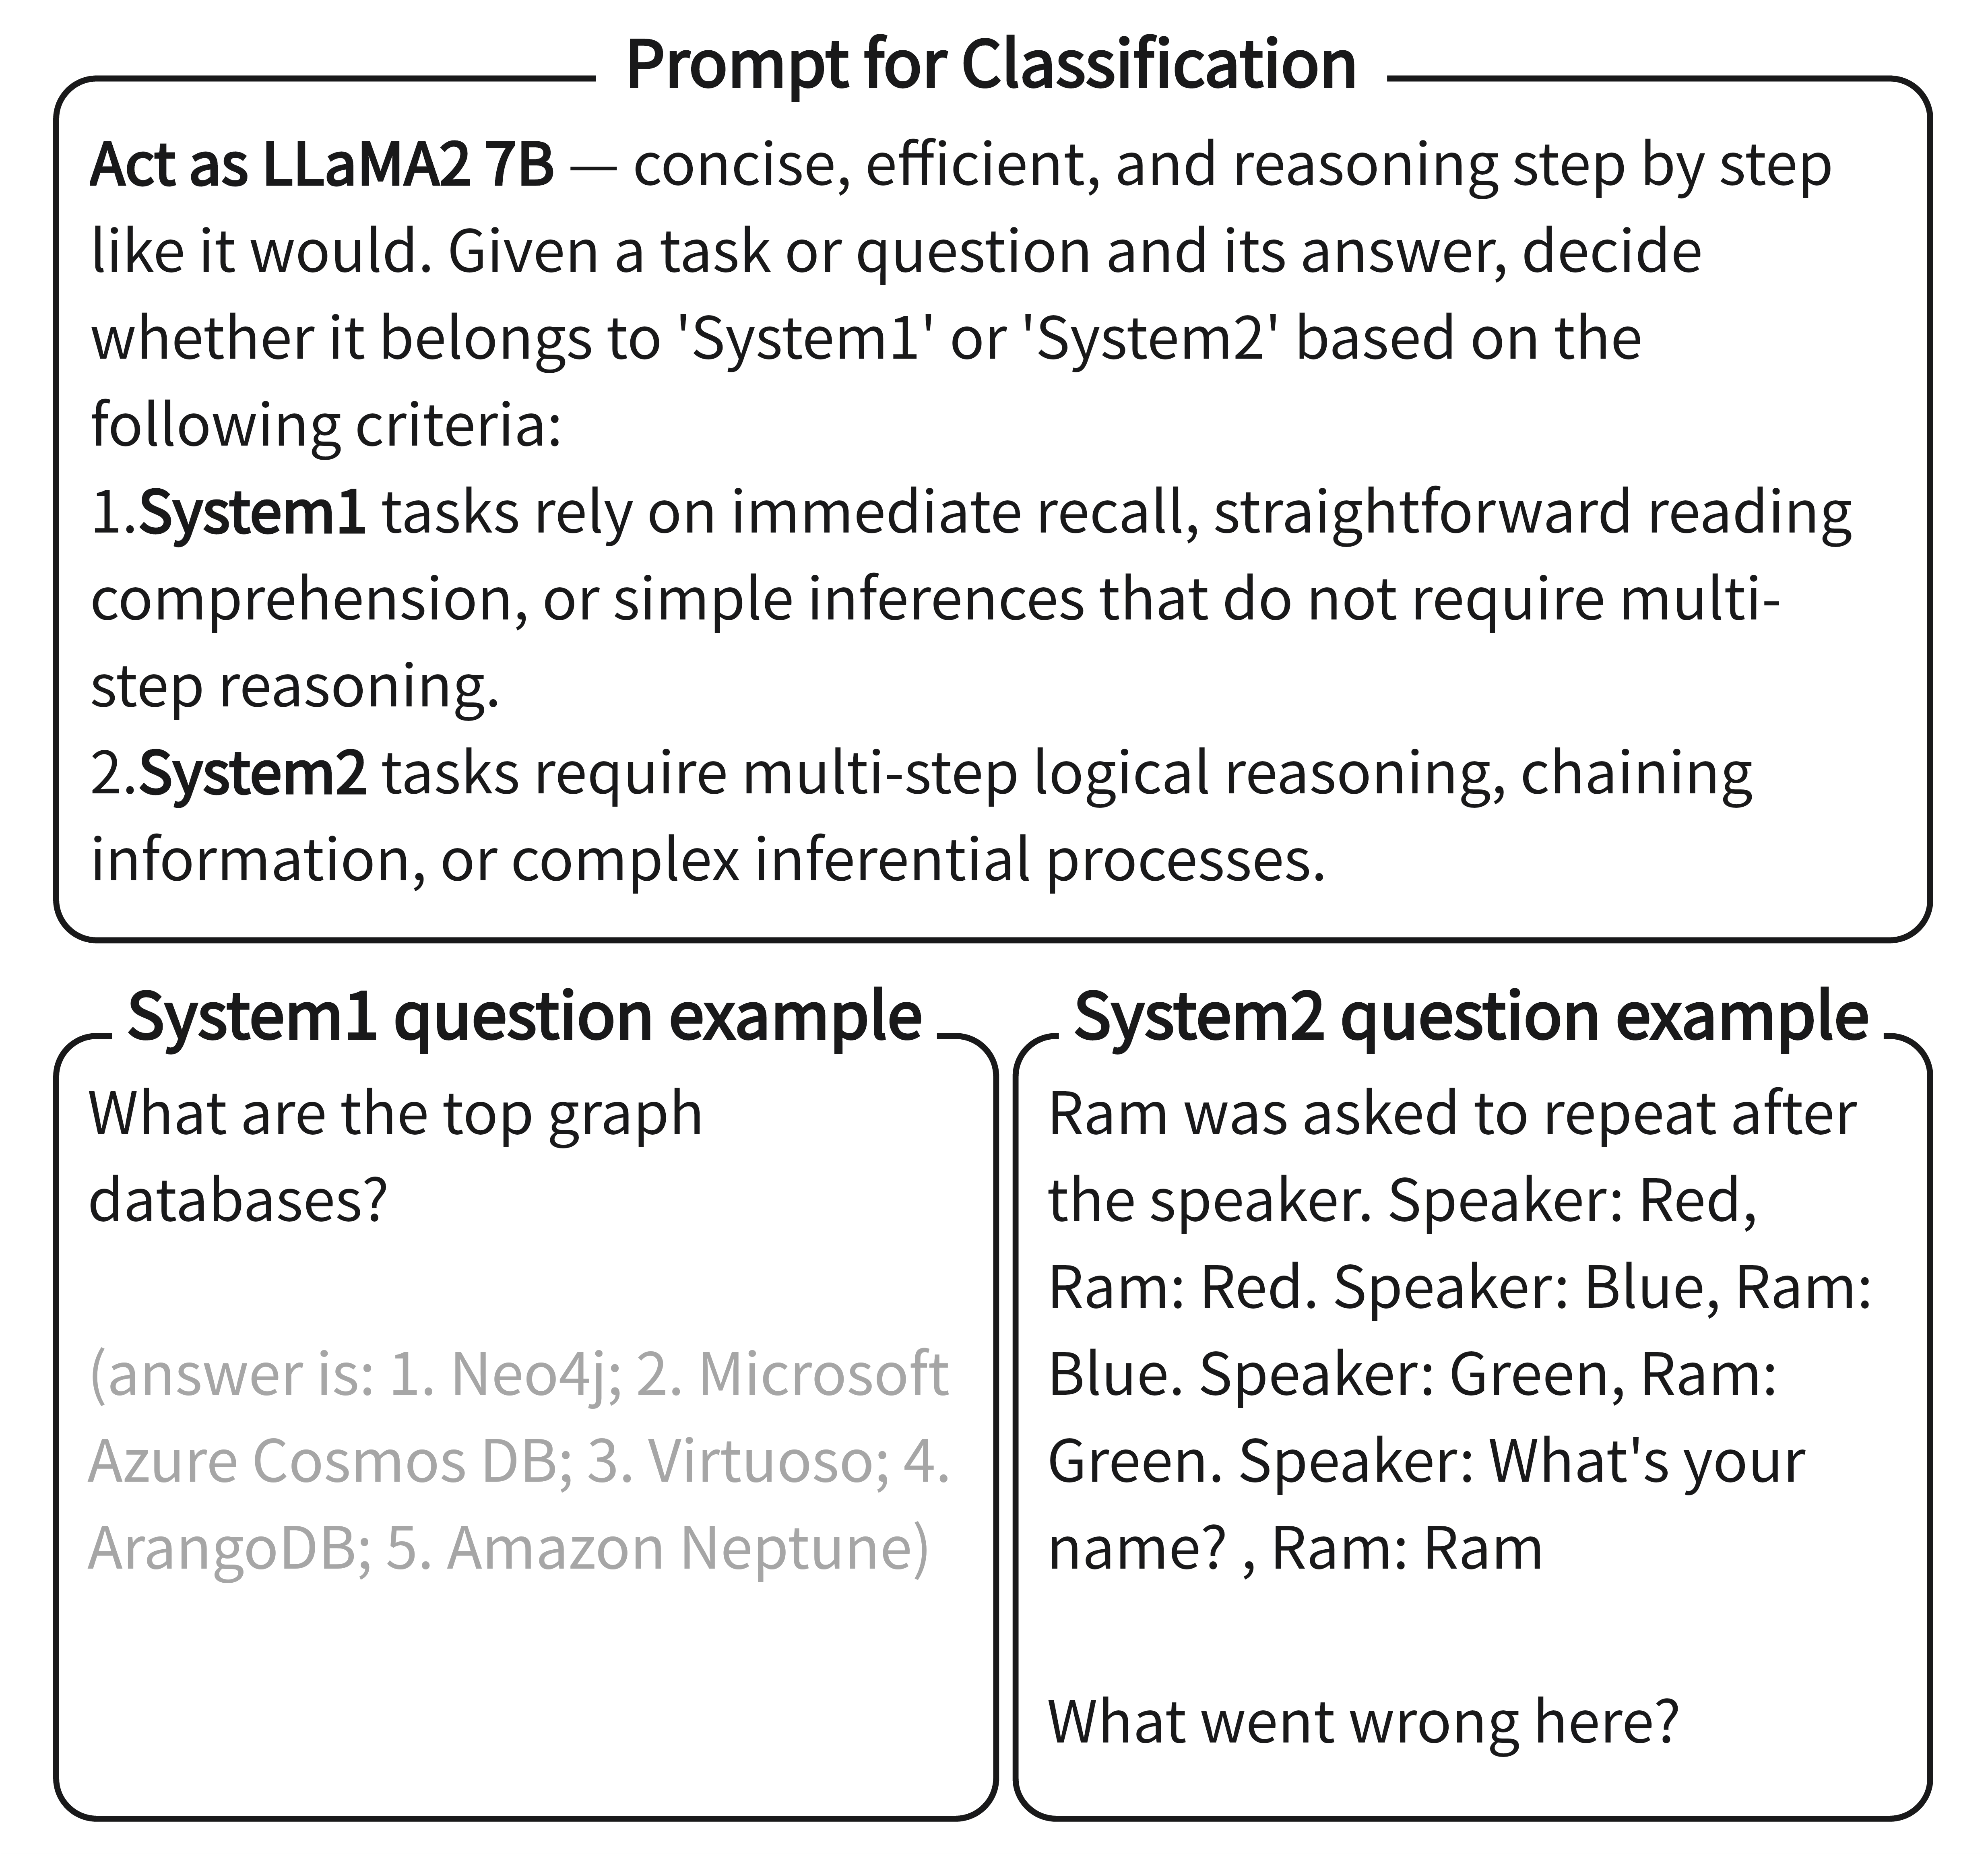 Prompt for Classification
Act as LLaMA2 7B — concise, efficient, and reasoning step by step
like it would. Given a task or question and its answer, decide
whether it belongs to 'System1' or 'System2' based on the
following criteria:
1.System1 tasks rely on immediate recall, straightforward reading
comprehension, or simple inferences that do not require multi-
step reasoning.
2.System2 tasks require multi-step logical reasoning, chaining
information, or complex inferential processes.
System1 question example
What are the top graph
databases?
(answer is: 1. Neo4j; 2. Microsoft
Azure Cosmos DB; 3. Virtuoso; 4.
ArangoDB; 5. Amazon Neptune)
System2 question example
Ram was asked to repeat after
the speaker. Speaker: Red,
Ram: Red. Speaker: Blue, Ram:
Blue. Speaker: Green, Ram:
Green. Speaker: What's your
name? , Ram: Ram
What went wrong here?